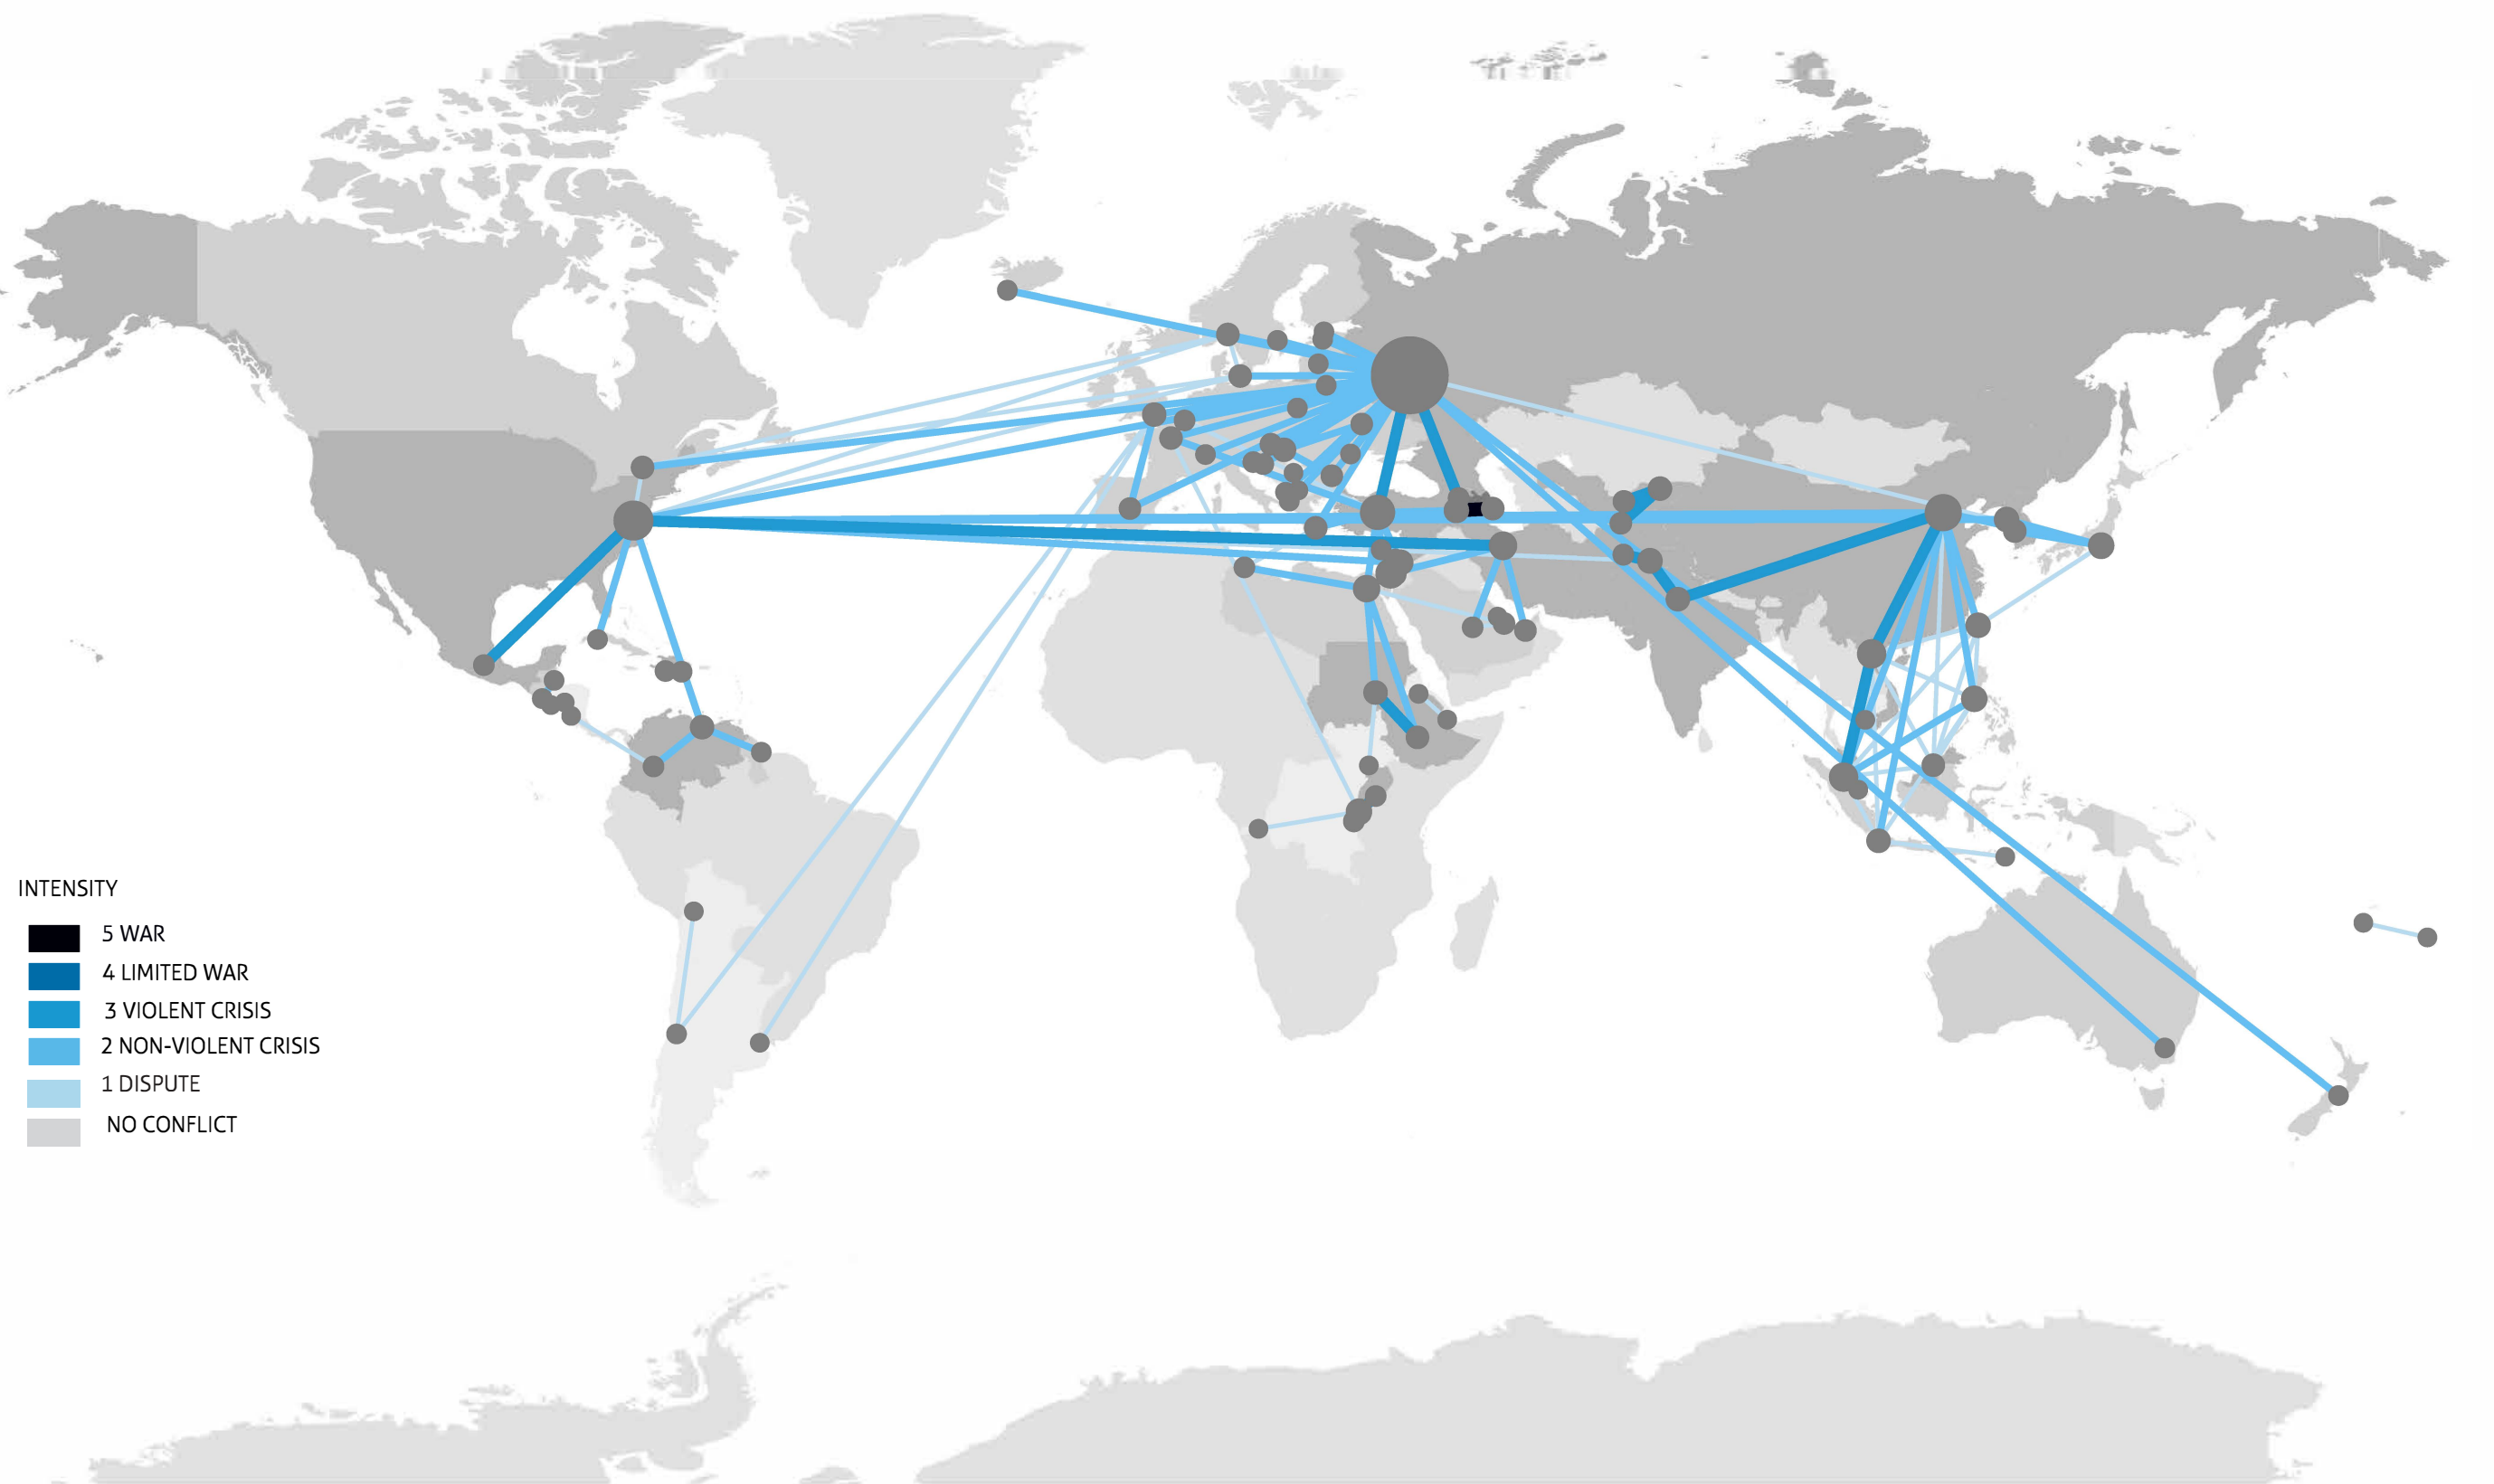 INTENSITY
5 WAR
4 LIMITED WAR
3 VIOLENT CRISIS
2 NON-VIOLENT CRISIS
1 DISPUTE
NO CONFLICT